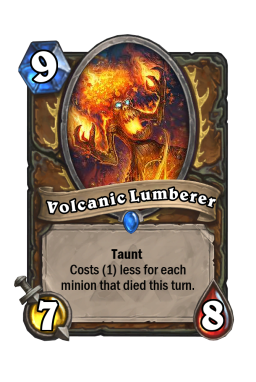 9
Volcanic Lumberer
Taunt
Costs (1) less for each
minion that died this turn.
7
8